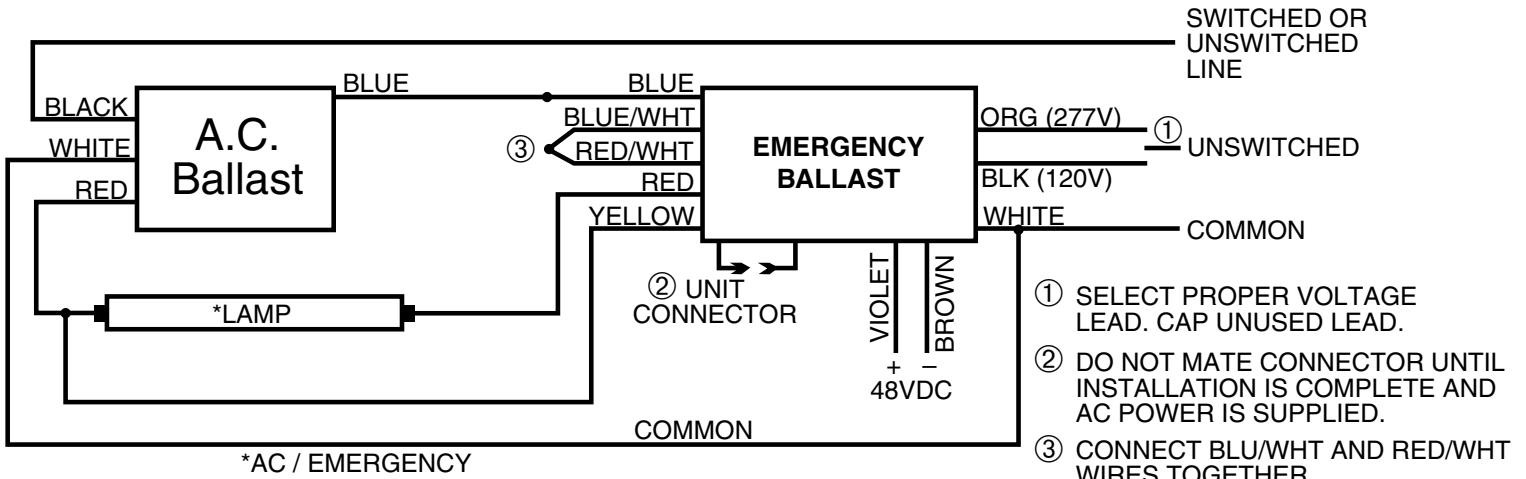 SWITCHED OR
UNSWITCHED
LINE
BLUE
BLUE
BLACK
A.C.
Ballast
BLUE/WHT
ORG (277V)
①
③
UNSWITCHED
WHITE
RED/WHT
EMERGENCY
BALLAST
RED
RED
BLK (120V)
YELLOW
WHITE
COMMON
② UNIT
CONNECTOR
VIOLET
BROWN
*LAMP
+ –
48VDC
① SELECT PROPER VOLTAGE
LEAD. CAP UNUSED LEAD.
② DO NOT MATE CONNECTOR UNTIL
INSTALLATION IS COMPLETE AND
AC POWER IS SUPPLIED.
COMMON
*AC / EMERGENCY
③ CONNECT BLU/WHT AND RED/WHT
WIRES TOGETHER